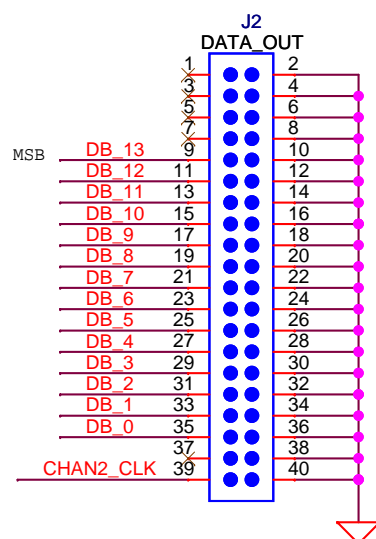 J2
DATA_OUT
1 2
3 4
5 6
7 8
MSB DB_13 9 10
DB_12 11 12
DB_11 13 14
DB_10 15 16
DB_9 17 18
DB_8 19 20
DB_7 21 22
DB_6 23 24
DB_5 25 26
DB_4 27 28
DB_3 29 30
DB_2 31 32
DB_1 33 34
DB_0 35 36
37 38
CHAN2_CLK 39 40